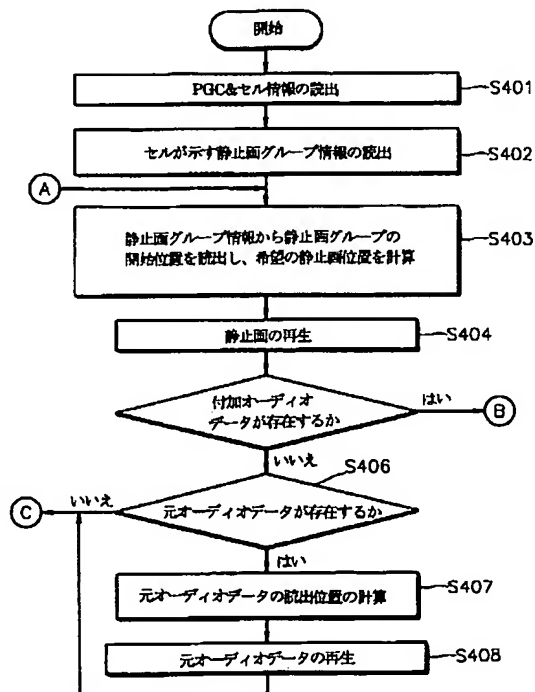 開始
PGC&セル情報の読出
S401
セルが示す静止画グループ情報の読出
S402
A
静止画グループ情報から静止画グループの
開始位置を読出し、希望の静止画位置を計算
S403
静止画の再生
S404
付加オーディオ
データが存在するか
はい
B
いいえ
S406
いいえ
C
元オーディオデータが存在するか
はい
元オーディオデータの読出位置の計算
S407
元オーディオデータの再生
S408